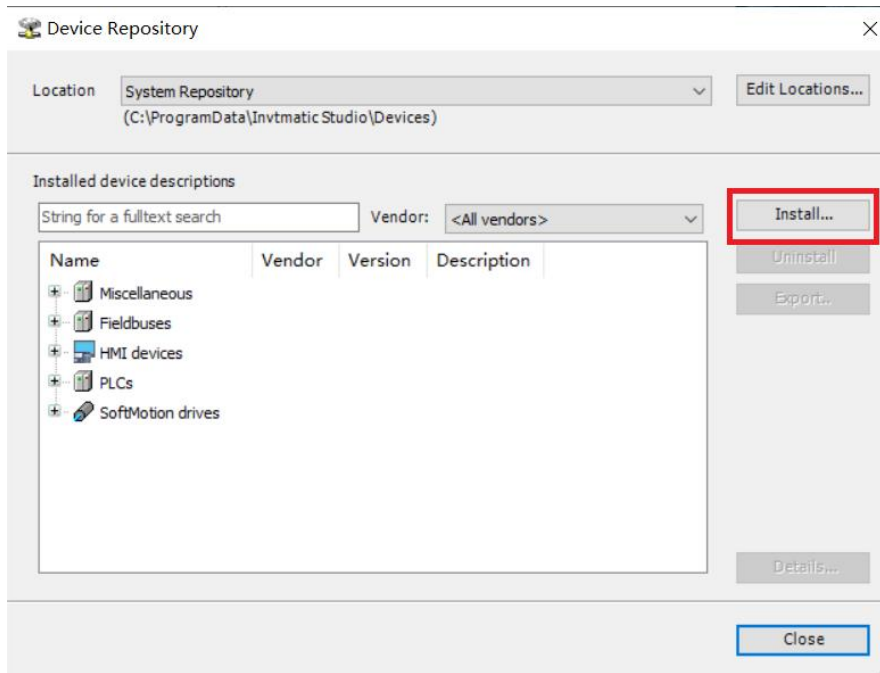 Device Repository
Location System Repository Edit Locations...
(C:\ProgramData\Invtmatic Studio\Devices)
Installed device descriptions
String for a fulltext search Vendor: <All vendors> Install...
Name Vendor Version Description Uninstall
Miscellaneous Export..
Fieldbuses
HMI devices
PLCs
SoftMotion drives
Details...
Close